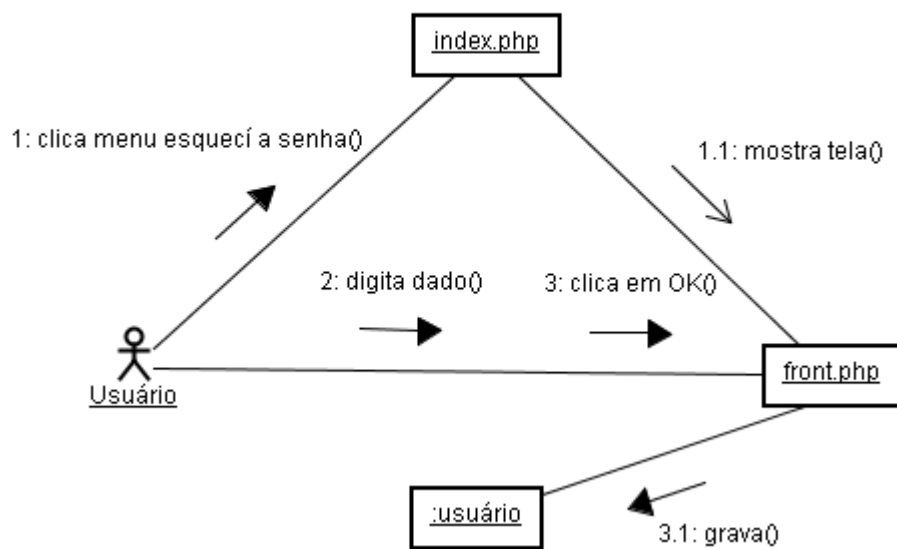 index.php
1: clica menu esquecí a senha()
1.1: mostra tela()
2: digita dado()
3: clica em OK()
Usuário
front.php
:usuário
3.1: grava()